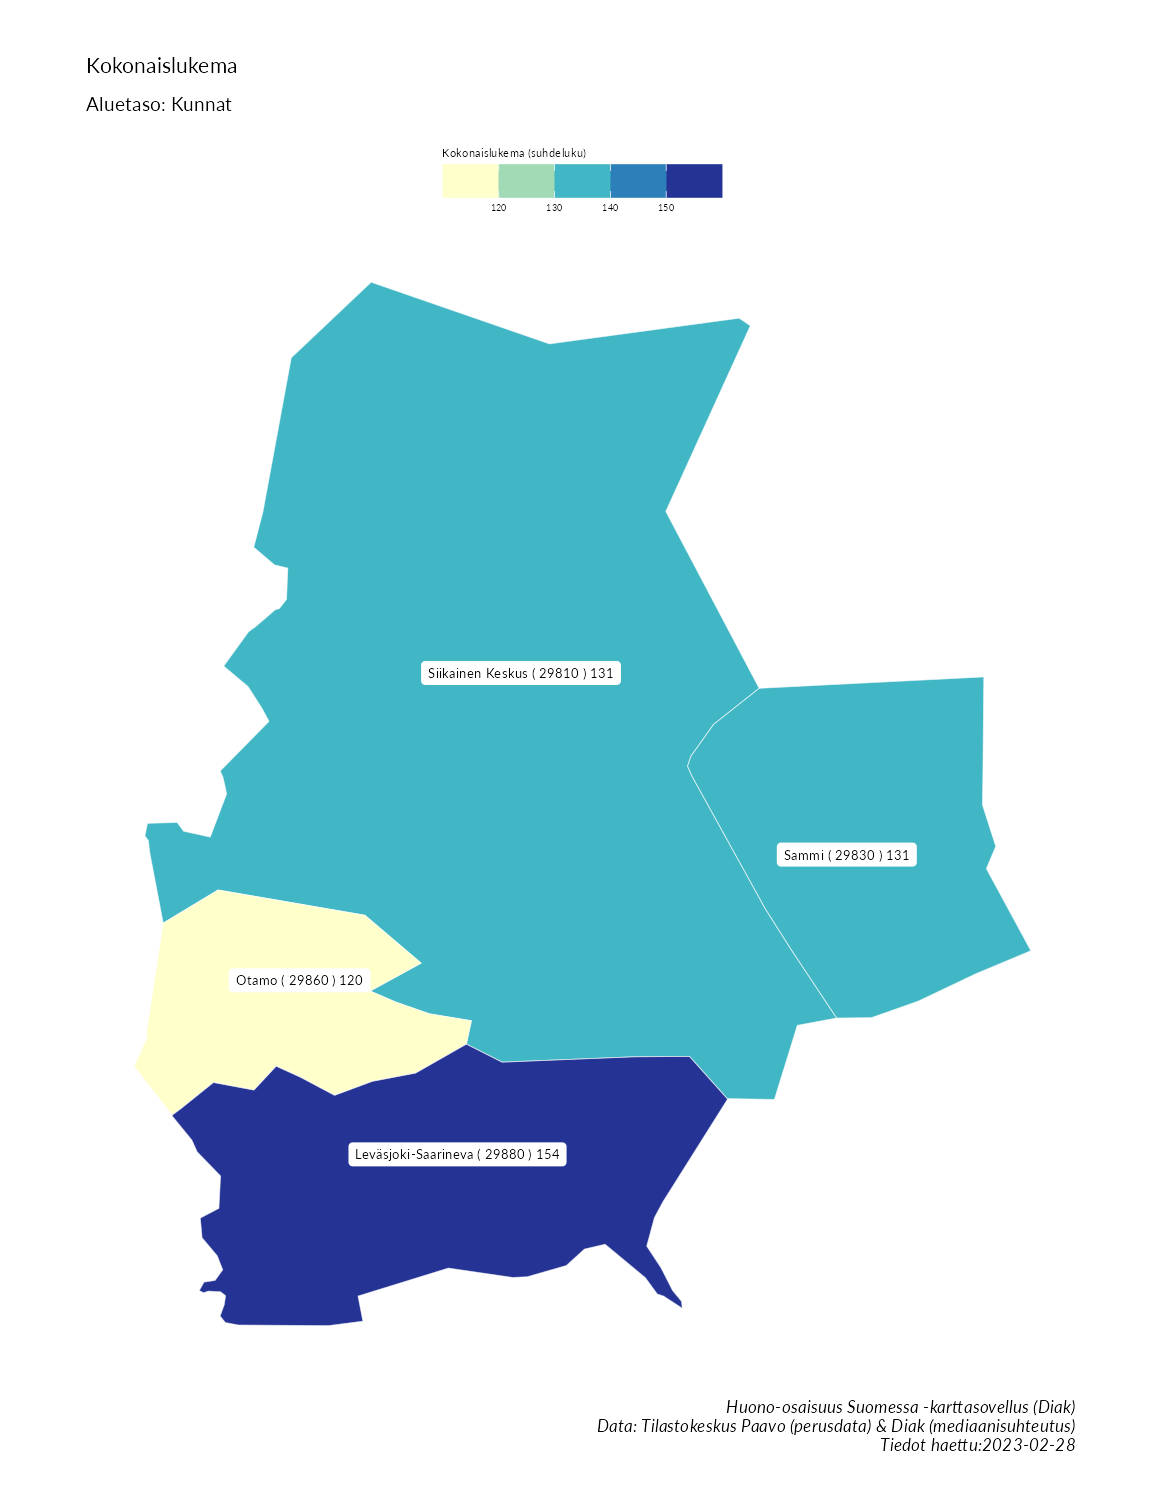 Kokonaislukema
Aluetaso: Kunnat
Kokonaislukema (suhdeluku)
120 130 140 150
Siikainen Keskus ( 29810 ) 131
Sammi ( 29830 ) 131
Otamo ( 29860 ) 120
Leväsjoki-Saarineva ( 29880 ) 154
Huono-osaisuus Suomessa -karttasovellus (Diak)
Data: Tilastokeskus Paavo (perusdata) & Diak (mediaanisuhteutus)
Tiedot haettu:2023-02-28